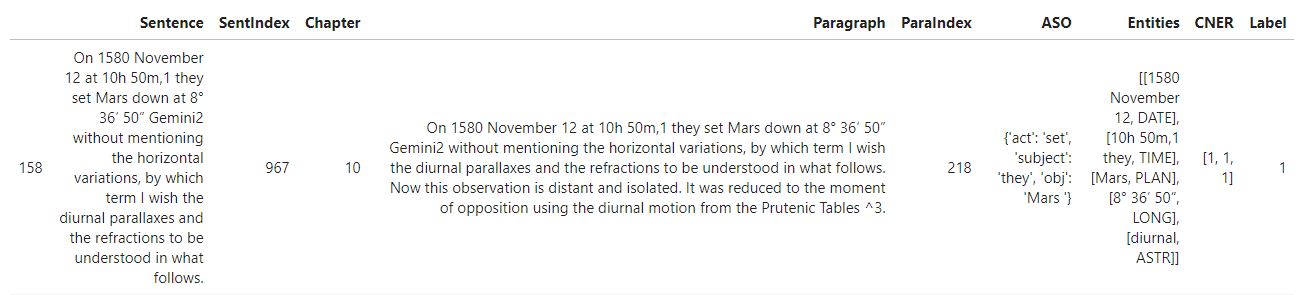 Sentence SentIndex Chapter Paragraph ParaIndex ASO Entities CNER Label
158
On 1580 November
12 at 10h 50m,1 they
set Mars down at 8°
36’ 50” Gemini2
without mentioning
the horizontal
variations, by which
term I wish the
diurnal parallaxes and
the refractions to be
understood in what
follows.
967
10
On 1580 November 12 at 10h 50m,1 they set Mars down at 8° 36’ 50”
Gemini2 without mentioning the horizontal variations, by which term I wish
the diurnal parallaxes and the refractions to be understood in what follows.
Now this observation is distant and isolated. It was reduced to the moment
of opposition using the diurnal motion from the Prutenic Tables ^3.
218
{'act': 'set',
'subject':
'they', 'obj':
'Mars '}
[[1580
November
12, DATE],
[10h 50m,1
they, TIME],
[Mars, PLAN],
[8° 36’ 50”,
LONG],
[diurnal,
ASTR]]
[1, 1,
1]
1